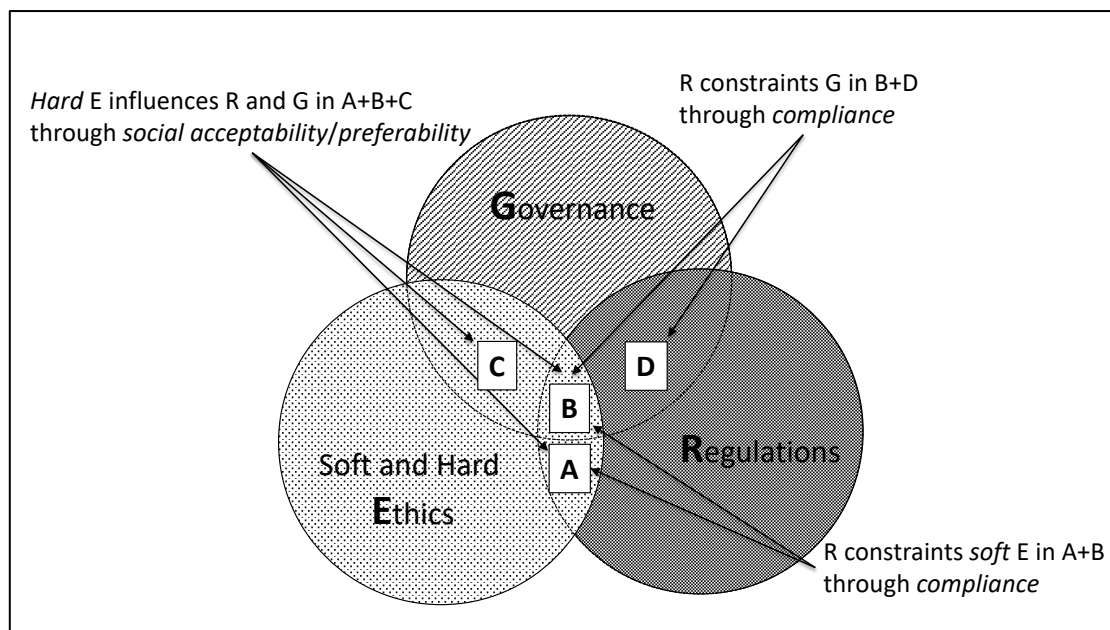 Hard E influences R and G in A+B+C
through social acceptability/preferability
R constraints G in B+D
through compliance
Governance
C
D
B
A
Soft and Hard
Ethics
Regulations
R constraints soft E in A+B
through compliance